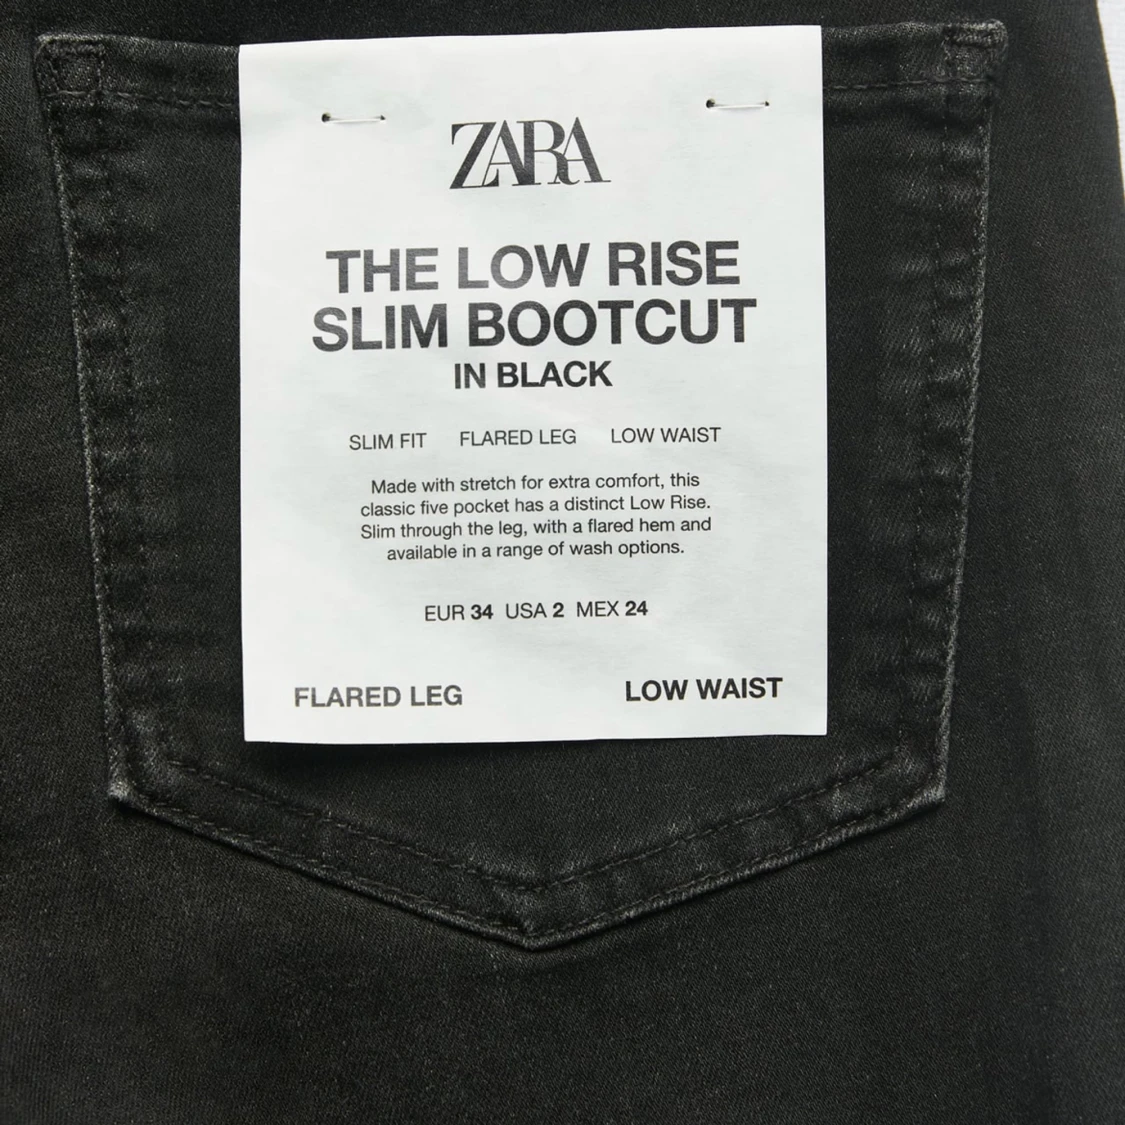 ZARA
THE LOW RISE
SLIM BOOTCUT
IN BLACK
SLIM FIT FLARED LEG LOW WAIST
Made with stretch for extra comfort, this
classic five pocket has a distinct Low Rise.
Slim through the leg, with a flared hem and
available in a range of wash options.
EUR 34 USA 2 MEX 24
FLARED LEG LOW WAIST